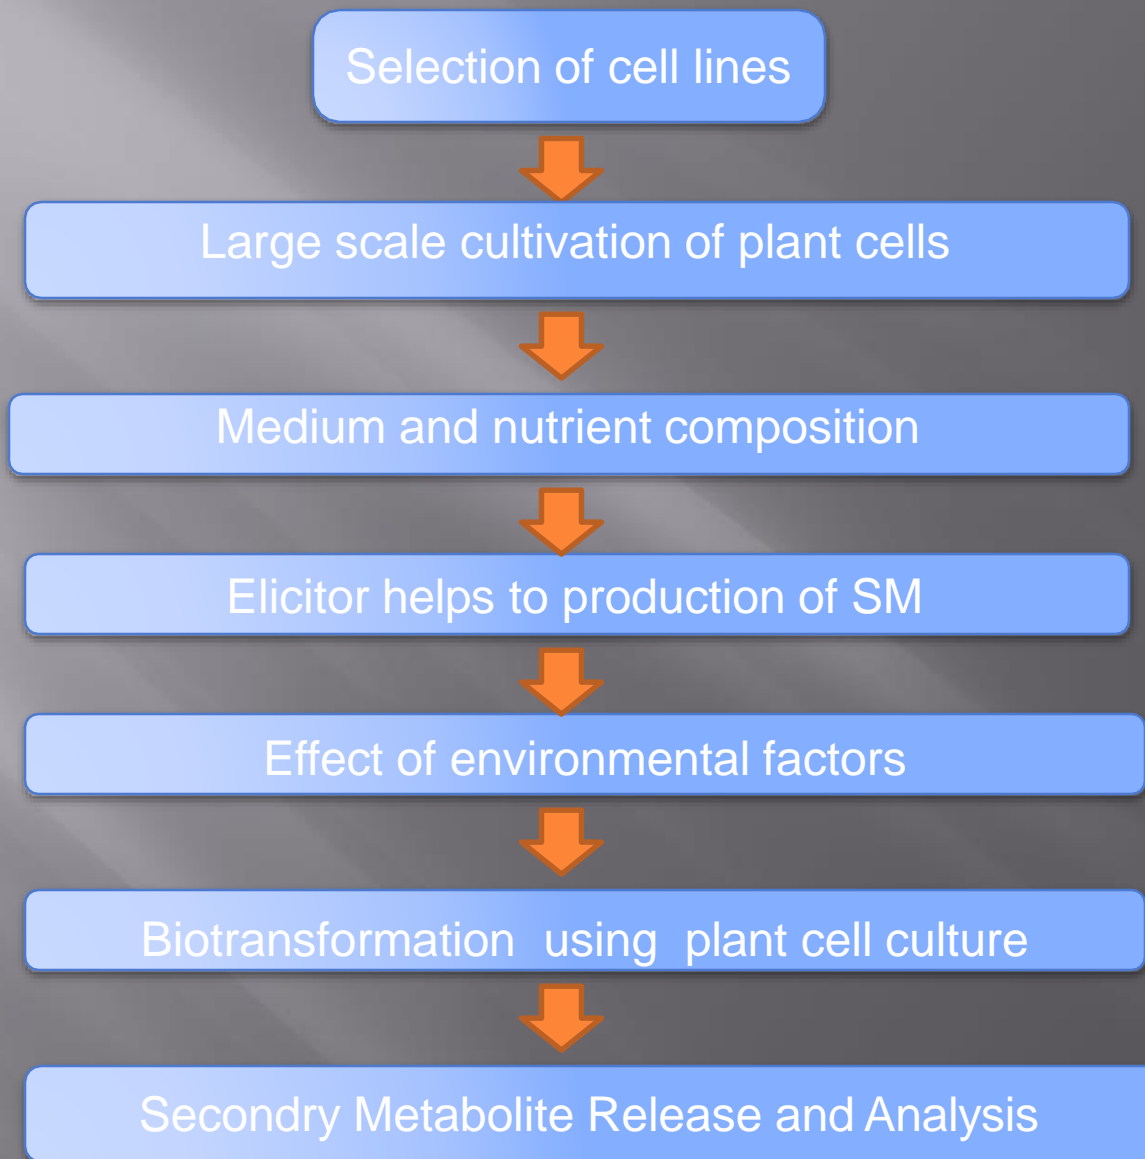 Selection of cell lines
Large scale cultivation of plant cells
Medium and nutrient composition
Elicitor helps to production of SM
Effect of environmental factors
Biotransformation using plant cell culture
Secondry Metabolite Release and Analysis